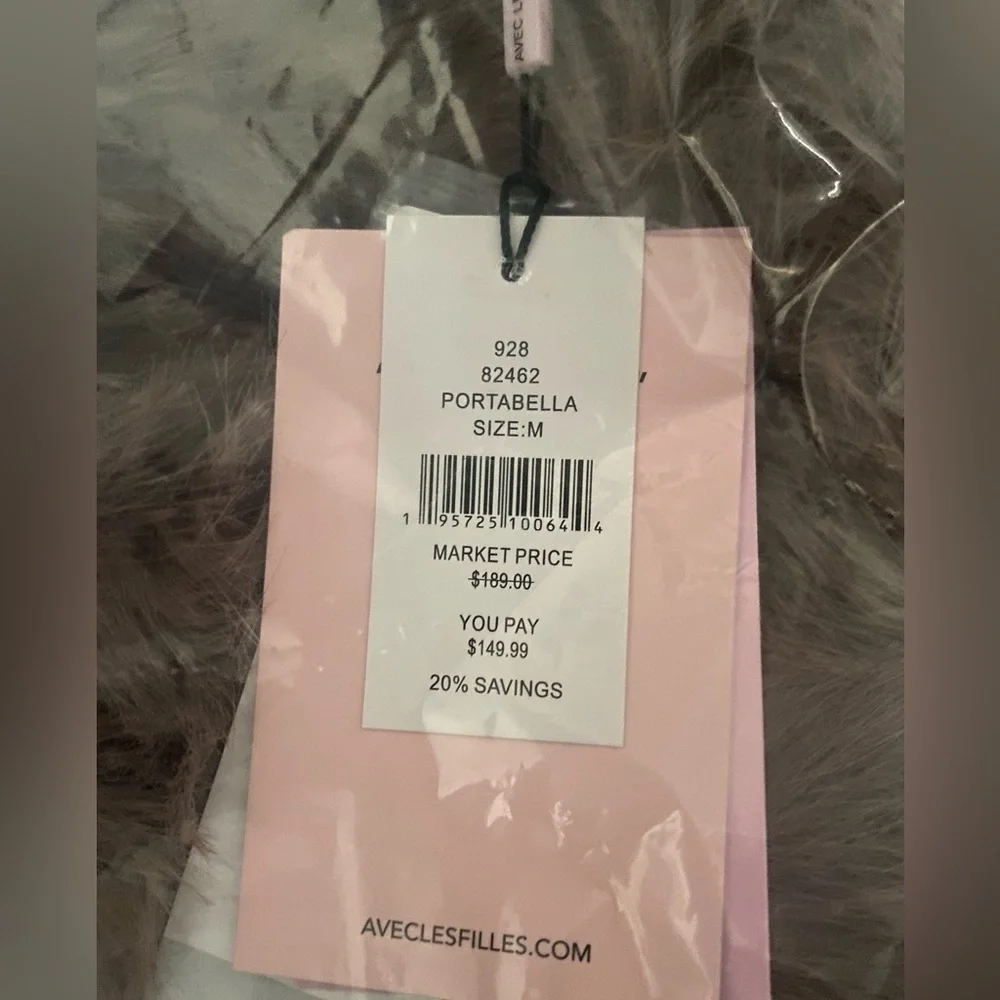 AVEC L
928
82462
PORTABELLA
SIZE:M
1 95725 10064 4
MARKET PRICE
$189.00
YOU PAY
$149.99
20% SAVINGS
AVECLESFILLES.COM